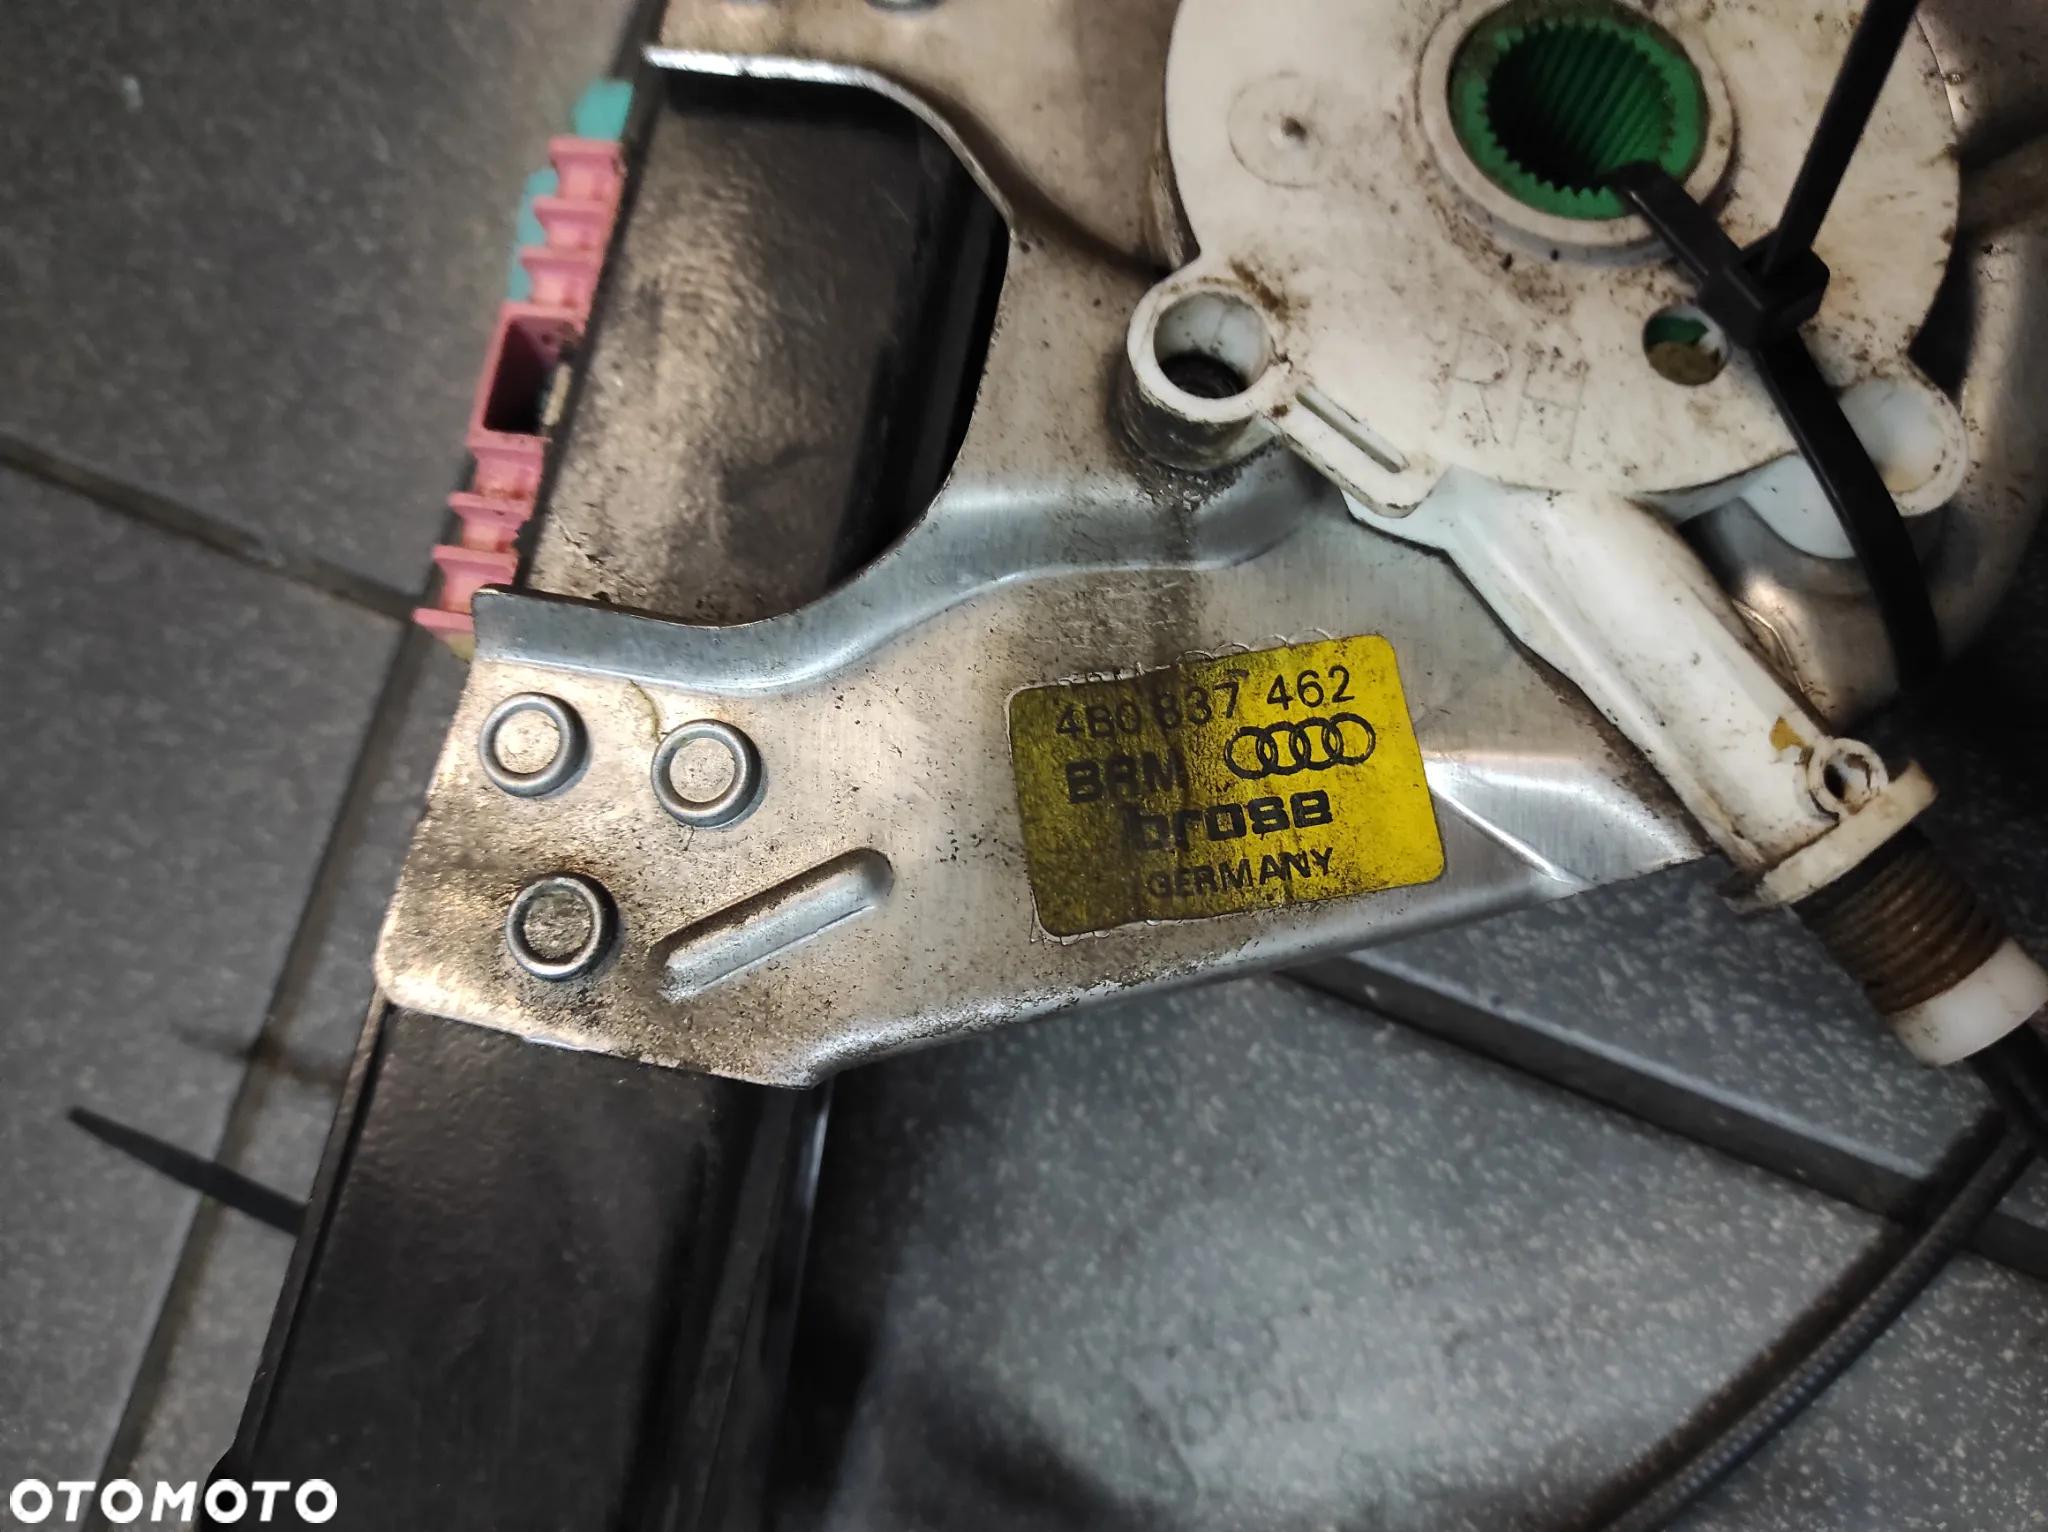 RH
4B0 837 462
BRM
brose
GERMANY
OTOMOTO